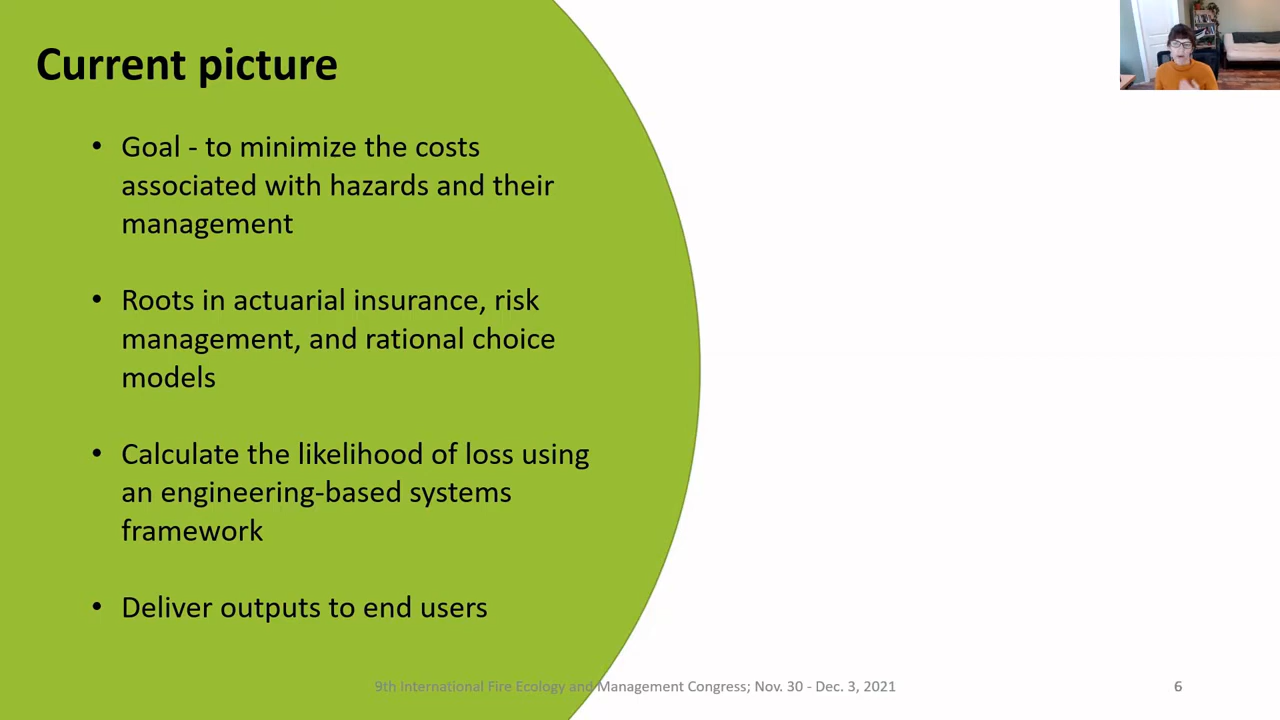 Current picture
• Goal - to minimize the costs
associated with hazards and their
management
• Roots in actuarial insurance, risk
management, and rational choice
models
• Calculate the likelihood of loss using
an engineering-based systems
framework
• Deliver outputs to end users
9th International Fire Ecology and Management Congress; Nov. 30 - Dec. 3, 2021
6